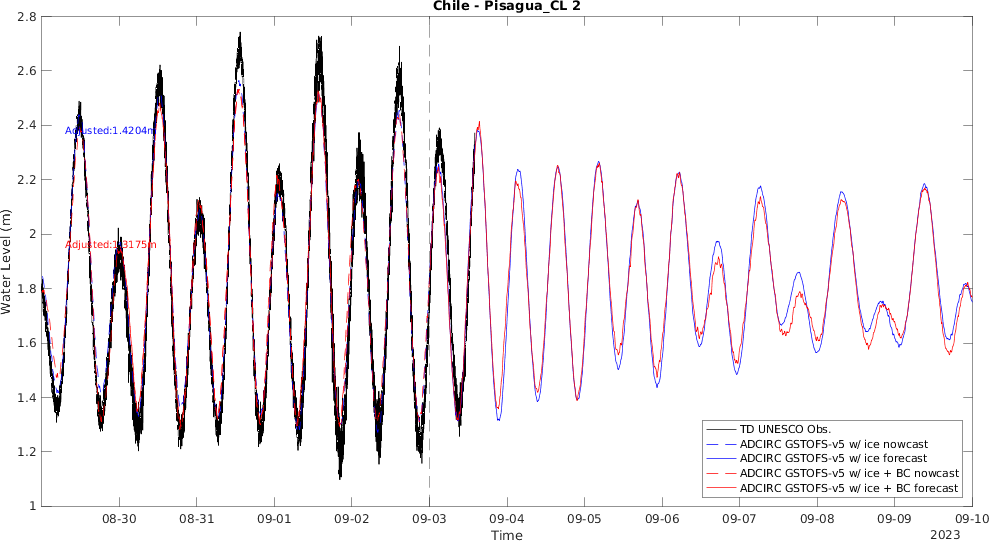 Chile - Pisagua_CL 2
2.8
2.6
2.4
2.2
2
1.8
1.6
1.4
1.2
1
Water Level (m)
Adjusted:1.4204m
Adjusted:1.3175m
TD UNESCO Obs.
ADCIRC GSTOFS-v5 w/ ice nowcast
ADCIRC GSTOFS-v5 w/ ice forecast
ADCIRC GSTOFS-v5 w/ ice + BC nowcast
ADCIRC GSTOFS-v5 w/ ice + BC forecast
08-30 08-31 09-01 09-02 09-03 09-04 09-05 09-06 09-07 09-08 09-09 09-10
Time
2023